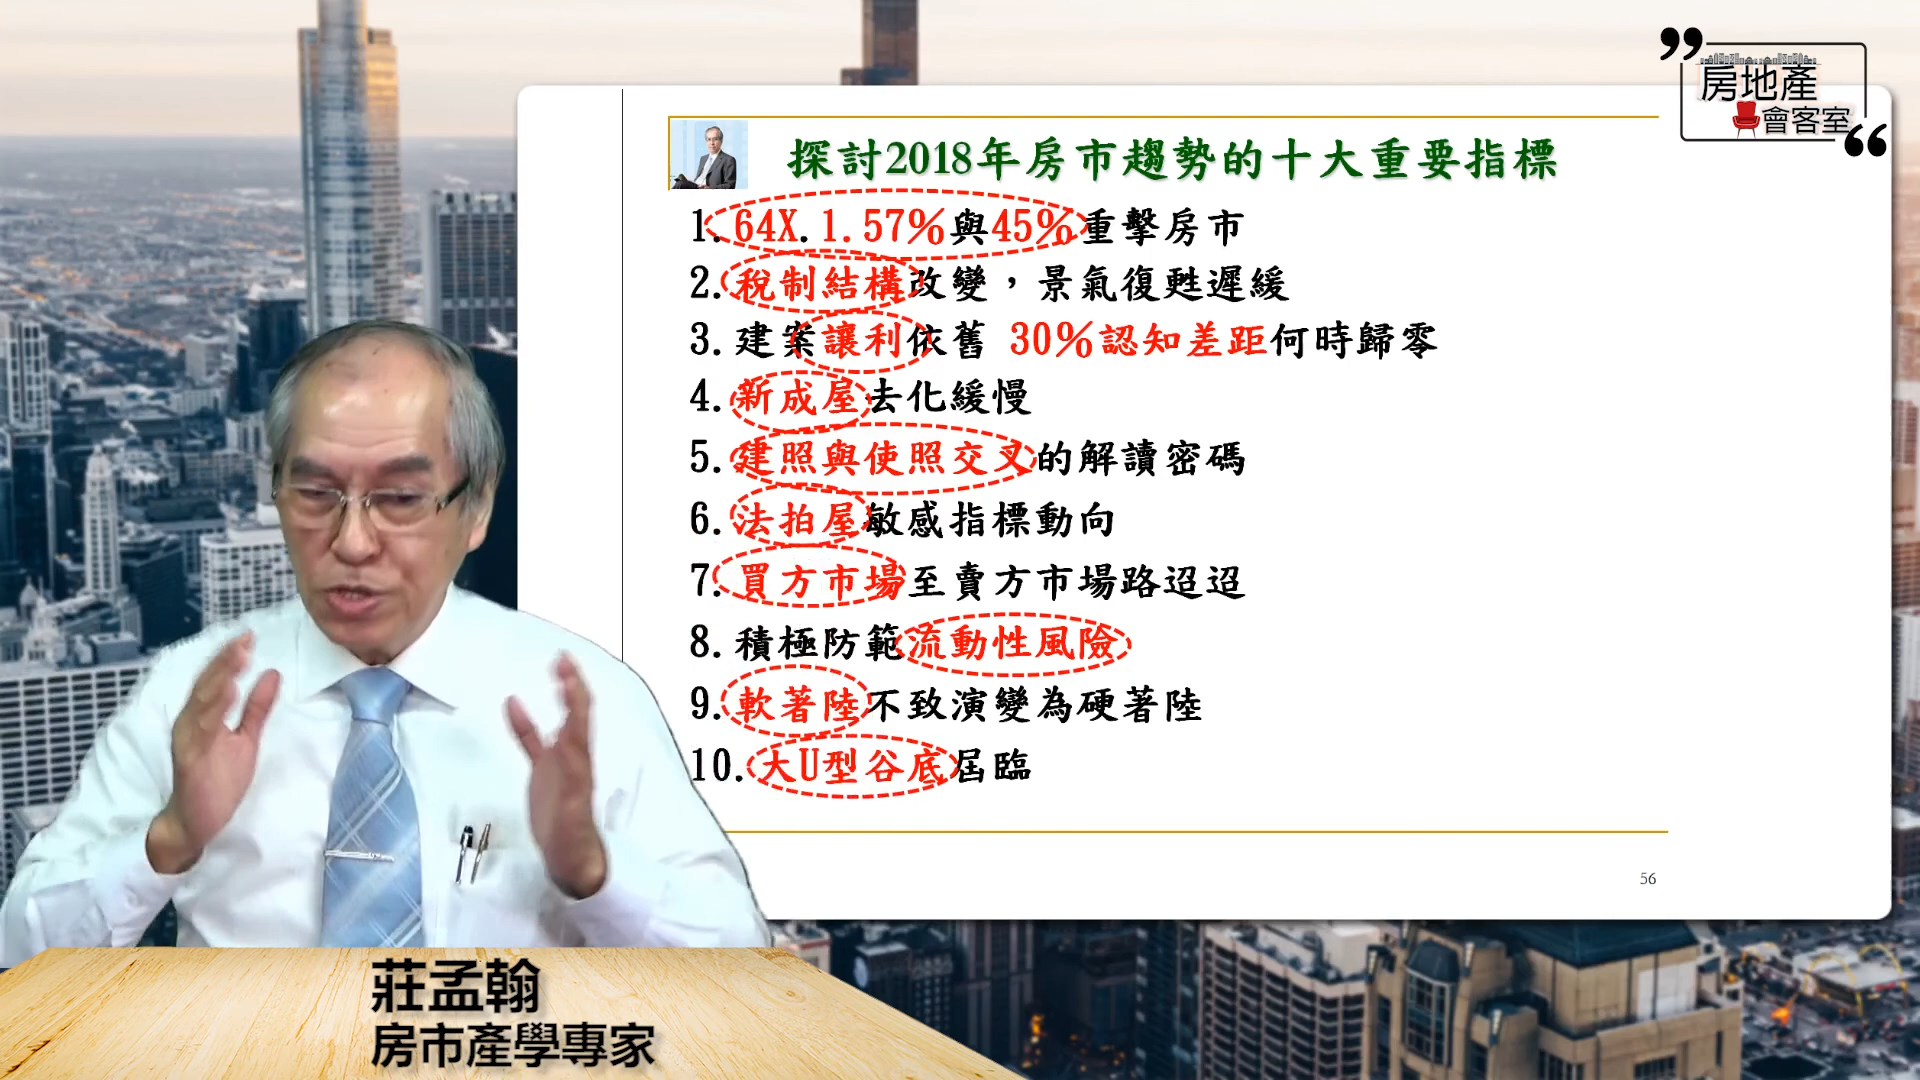 房地產
會客室
探討2018年房市趨勢的十大重要指標
1. 64X.1.57%與45%重擊房市
2. 稅制結構改變，景氣復甦遲緩
3. 建案讓利依舊 30%認知差距何時歸零
4. 新成屋去化緩慢
5. 建照與使照交叉的解讀密碼
6. 法拍屋敏感指標動向
7. 買方市場至賣方市場路迢迢
8. 積極防範流動性風險
9. 軟著陸不致演變為硬著陸
10. 大U型谷底屆臨
56
莊孟翰
房市產學專家